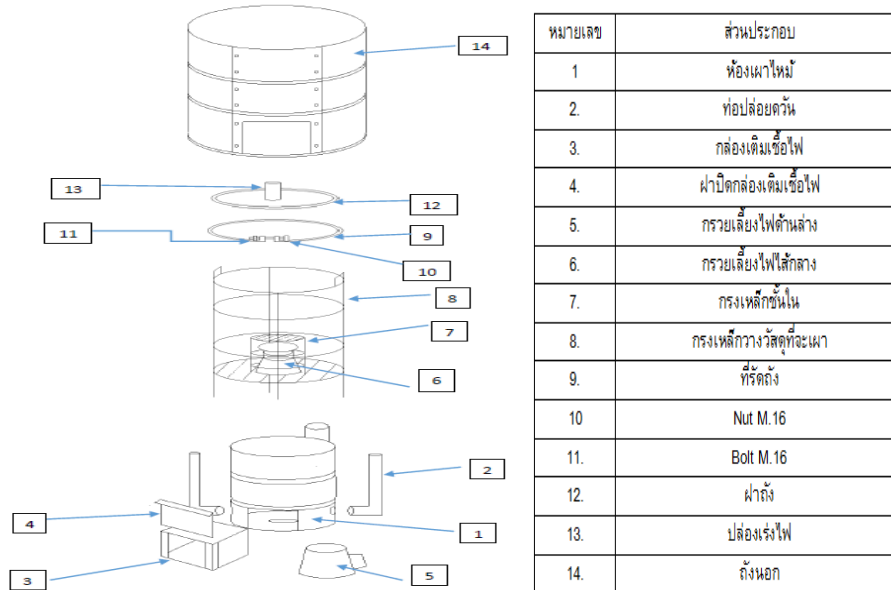 14
13
12
11
9
10
8
7
6
2
4
1
3
5
หมายเลข ส่วนประกอบ
1 ห้องเผาไหม้
2. ท่อปล่อยควัน
3. กล่องเติมเชื้อไฟ
4. ฝาปิดกล่องเติมเชื้อไฟ
5. กรวยเลี้ยงไฟด้านล่าง
6. กรวยเลี้ยงไฟไส้กลาง
7. กรงเหล็กชั้นใน
8. กรงเหล็กวางวัสดุที่จะเผา
9. ที่รัดถัง
10 Nut M.16
11. Bolt M.16
12. ฝาถัง
13. ปล่องเร่งไฟ
14. ถังนอก